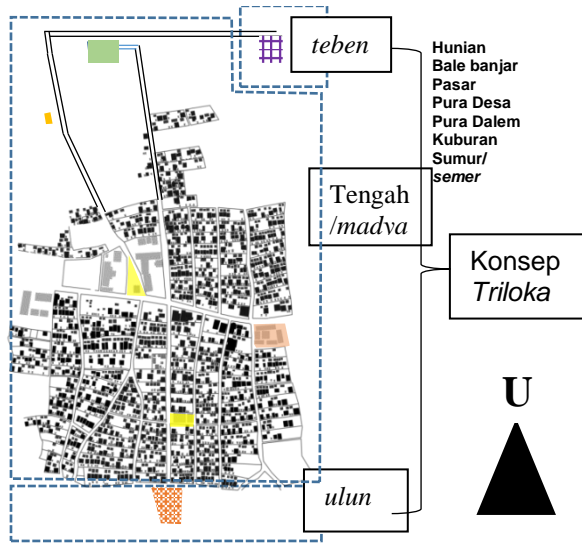 teben
Hunian
Bale banjar
Pasar
Pura Desa
Pura Dalem
Kuburan
Sumur/
semer
Tengah
/madya
Konsep
Triloka
U
ulun